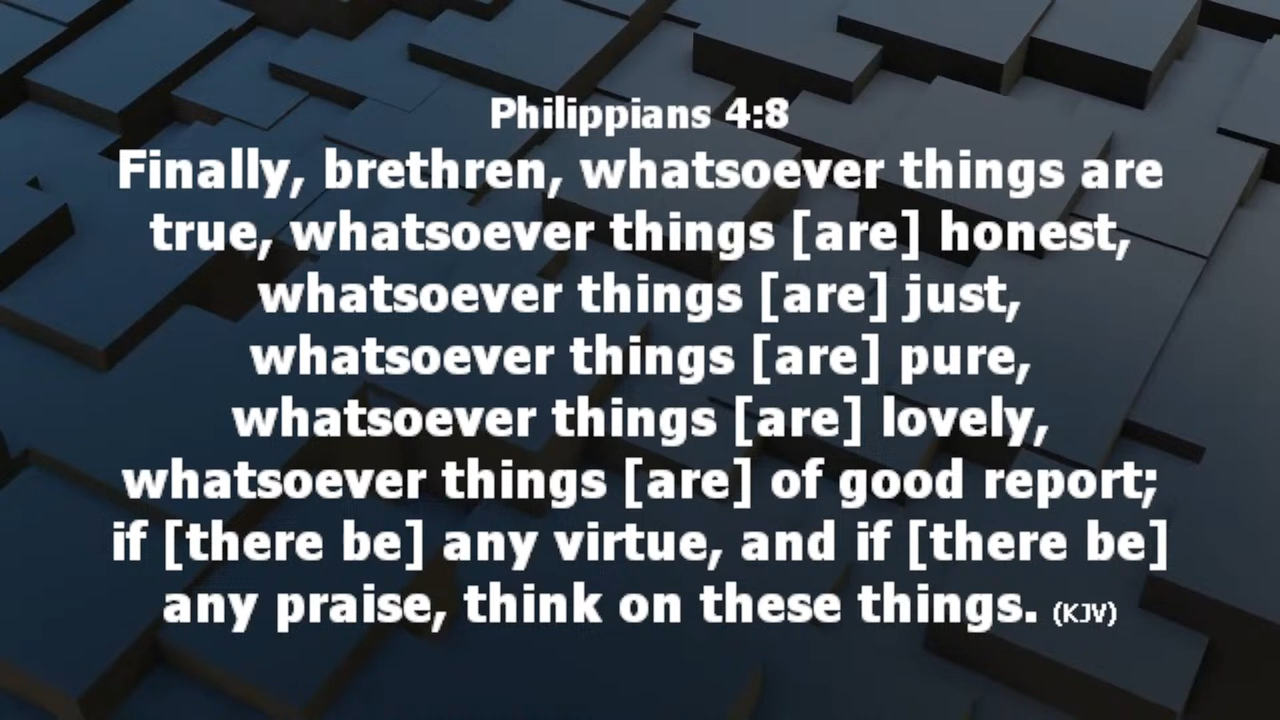 Philippians 4:8
Finally, brethren, whatsoever things are
true, whatsoever things [are] honest,
whatsoever things [are] just,
whatsoever things [are] pure,
whatsoever things [are] lovely,
whatsoever things [are] of good report;
if [there be] any virtue, and if [there be]
any praise, think on these things. (KJV)